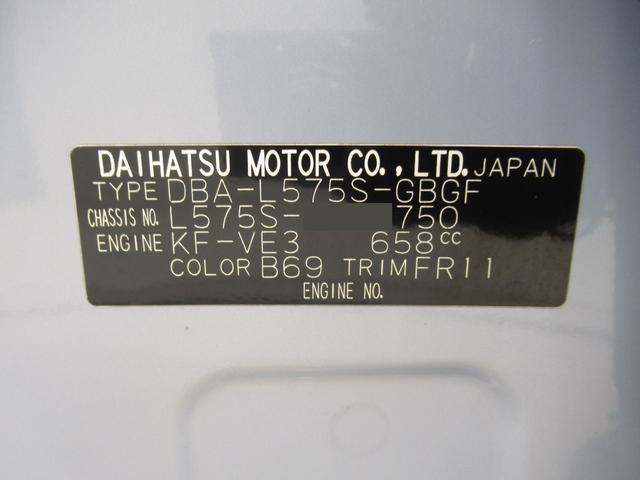 DAIHATSU MOTOR CO., LTD. JAPAN
TYPE DBA-L575S-GBGF
CHASSIS NO. L575S- 750
ENGINE KF-VE3 658cc
COLOR B69 TRIM FR11
ENGINE NO.